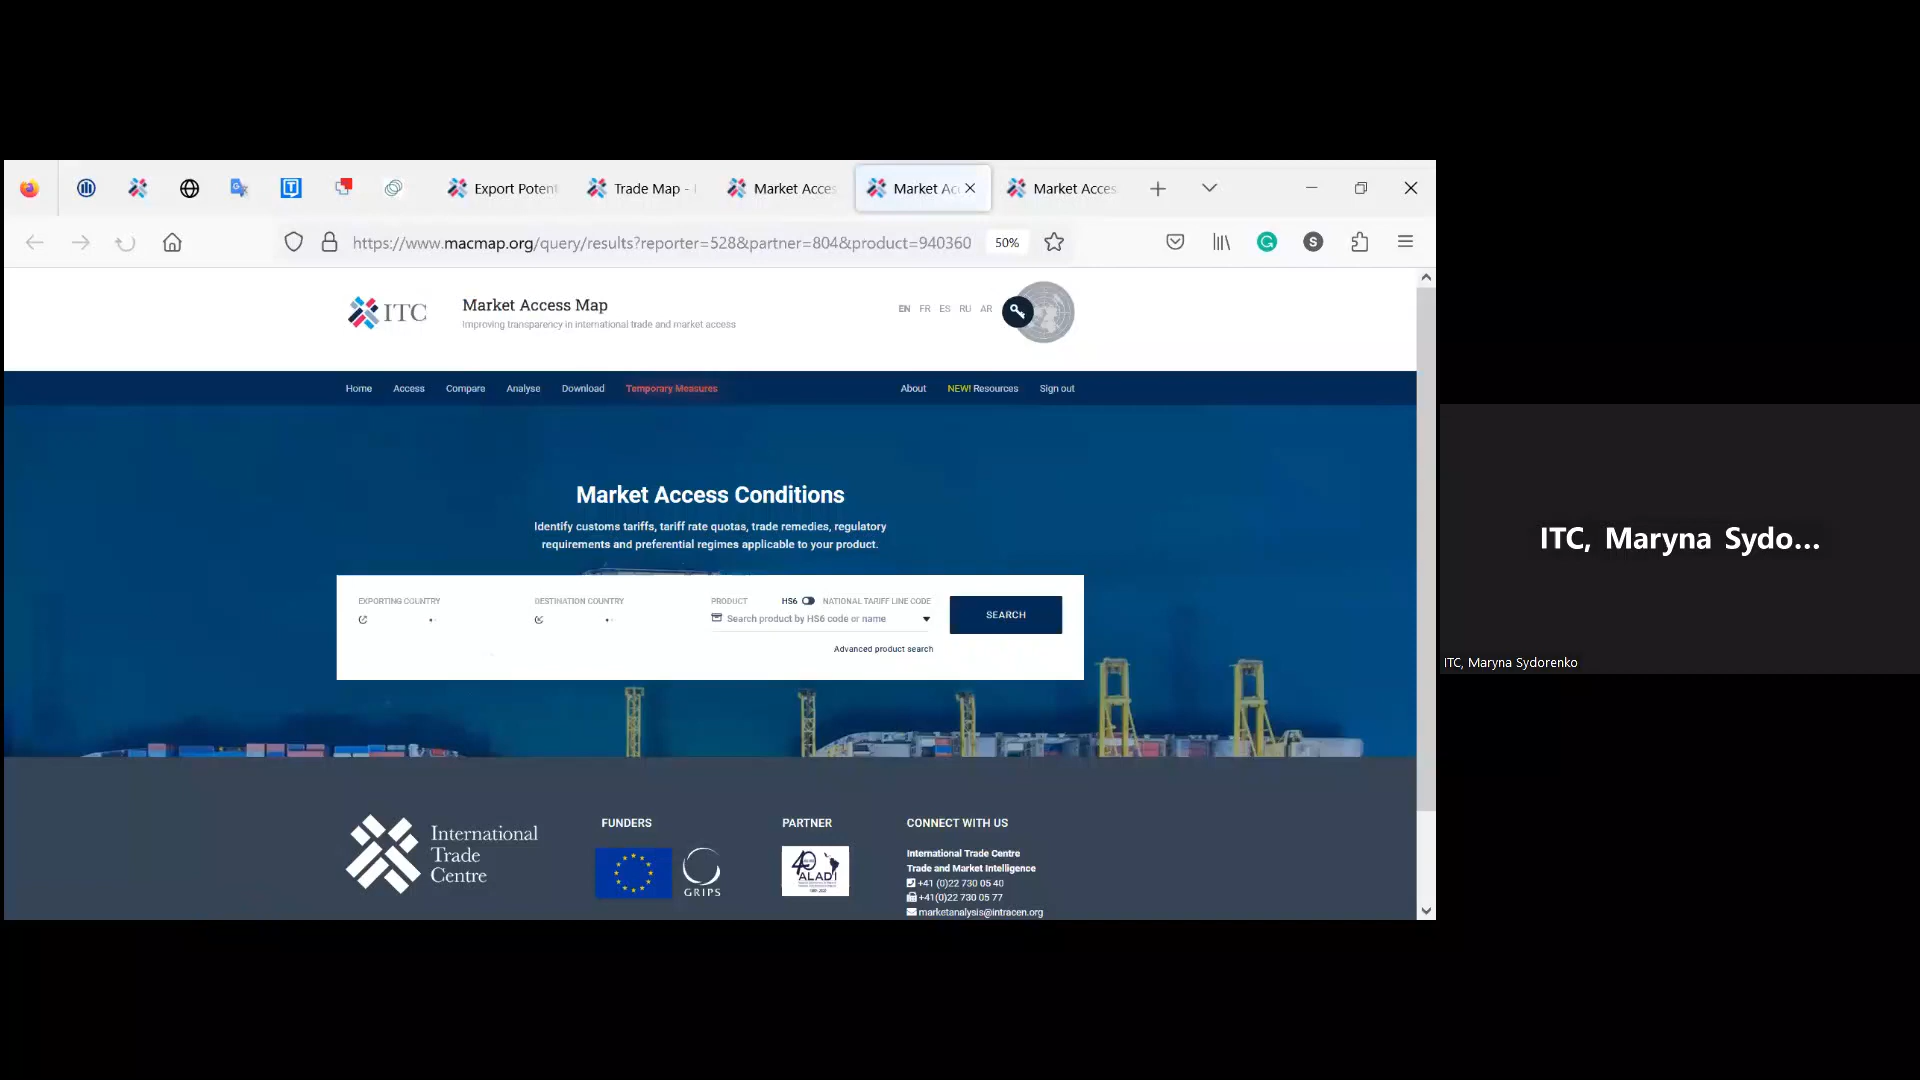 Export Potent
Trade Map -
Market Acces
Market Ac
Market Acces
https://www.macmap.org/query/results?reporter=528&partner=804&product=940360
50%
ITC
Market Access Map
Improving transparency in international trade and market access
EN FR ES RU AR
Home Access Compare Analyse Download Temporary Measures About NEW! Resources Sign out
Market Access Conditions
Identify customs tariffs, tariff rate quotas, trade remedies, regulatory
requirements and preferential regimes applicable to your product.
EXPORTING COUNTRY
DESTINATION COUNTRY
PRODUCT HS6 NATIONAL TARIFF LINE CODE
Search product by HS6 code or name
SEARCH
Advanced product search
International
Trade
Centre
FUNDERS
GRIPS
PARTNER
40
ALADI
CONNECT WITH US
International Trade Centre
Trade and Market Intelligence
+41 (0)22 730 05 40
+41(0)22 730 05 77
marketanalysis@intracen.org
ITC, Maryna Sydo...
ITC, Maryna Sydorenko